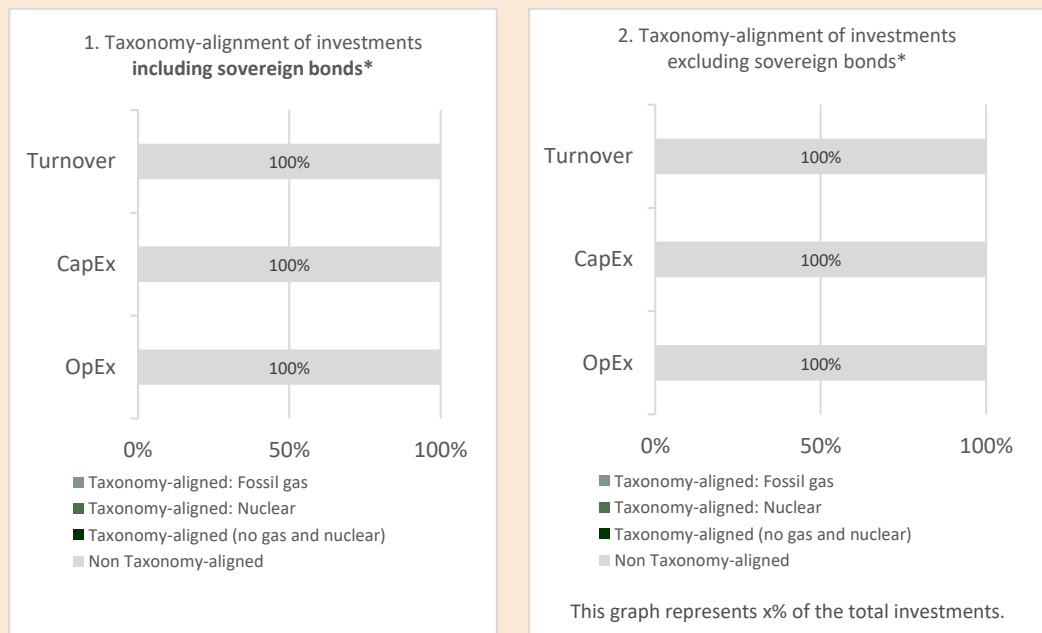 1. Taxonomy-alignment of investments
including sovereign bonds*
Turnover
100%
CapEx
100%
OpEx
100%
0%
50%
100%
Taxonomy-aligned: Fossil gas
Taxonomy-aligned: Nuclear
Taxonomy-aligned (no gas and nuclear)
Non Taxonomy-aligned
2. Taxonomy-alignment of investments
excluding sovereign bonds*
Turnover
100%
CapEx
100%
OpEx
100%
0%
50%
100%
Taxonomy-aligned: Fossil gas
Taxonomy-aligned: Nuclear
Taxonomy-aligned (no gas and nuclear)
Non Taxonomy-aligned
This graph represents x% of the total investments.